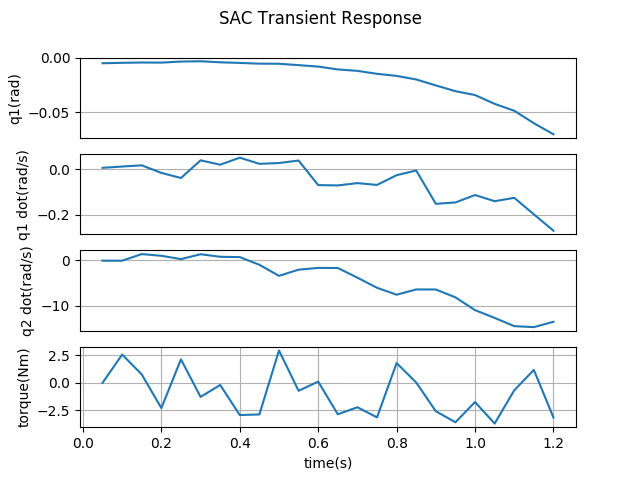 SAC Transient Response
q1(rad)
0.00
−0.05
q1 dot(rad/s)
0.0
−0.2
q2 dot(rad/s)
0
−10
torque(Nm)
2.5
0.0
−2.5
0.0 0.2 0.4 0.6 0.8 1.0 1.2
time(s)